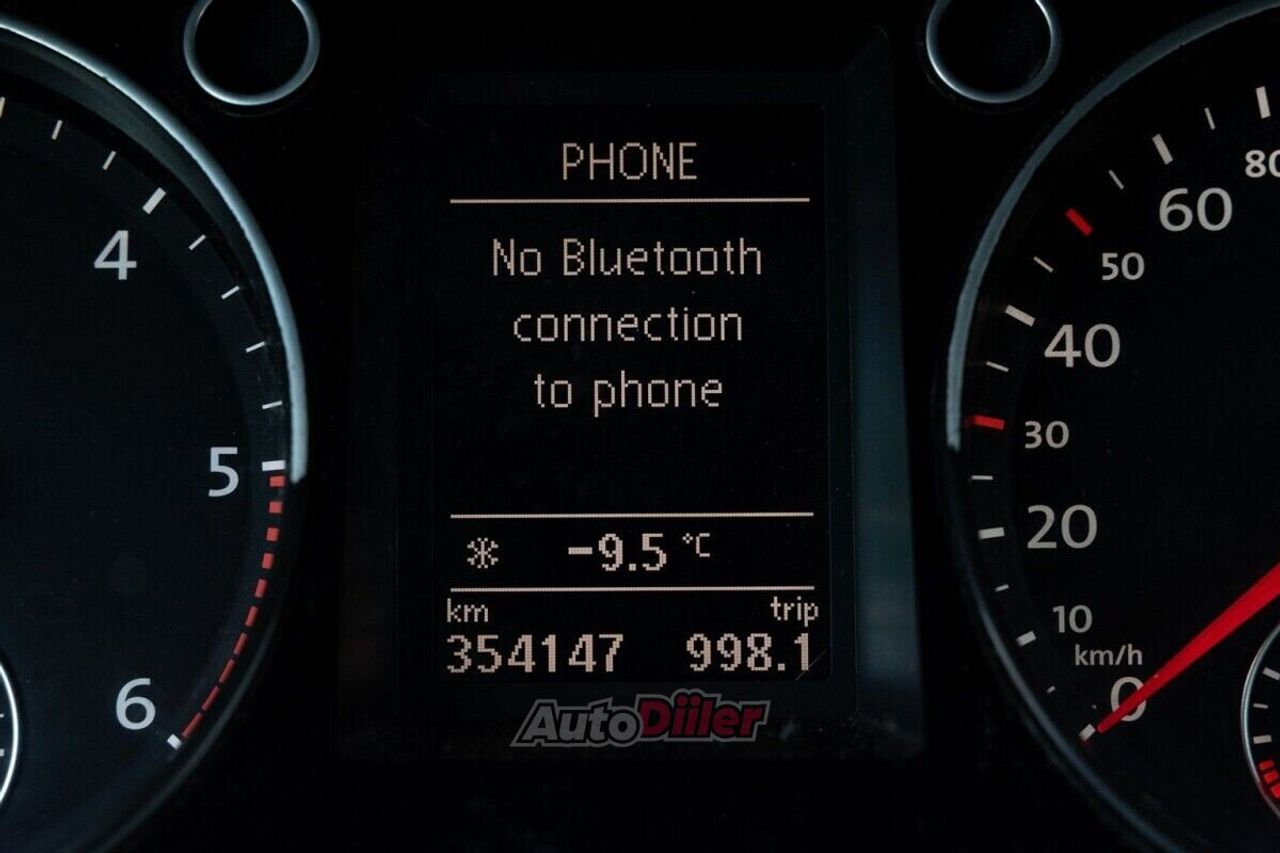 PHONE
No Bluetooth
connection
to phone
-9.5 °C
km trip
354147 998.1
AutoDiiler
4
5
6
80
60
50
40
30
20
10
km/h
0